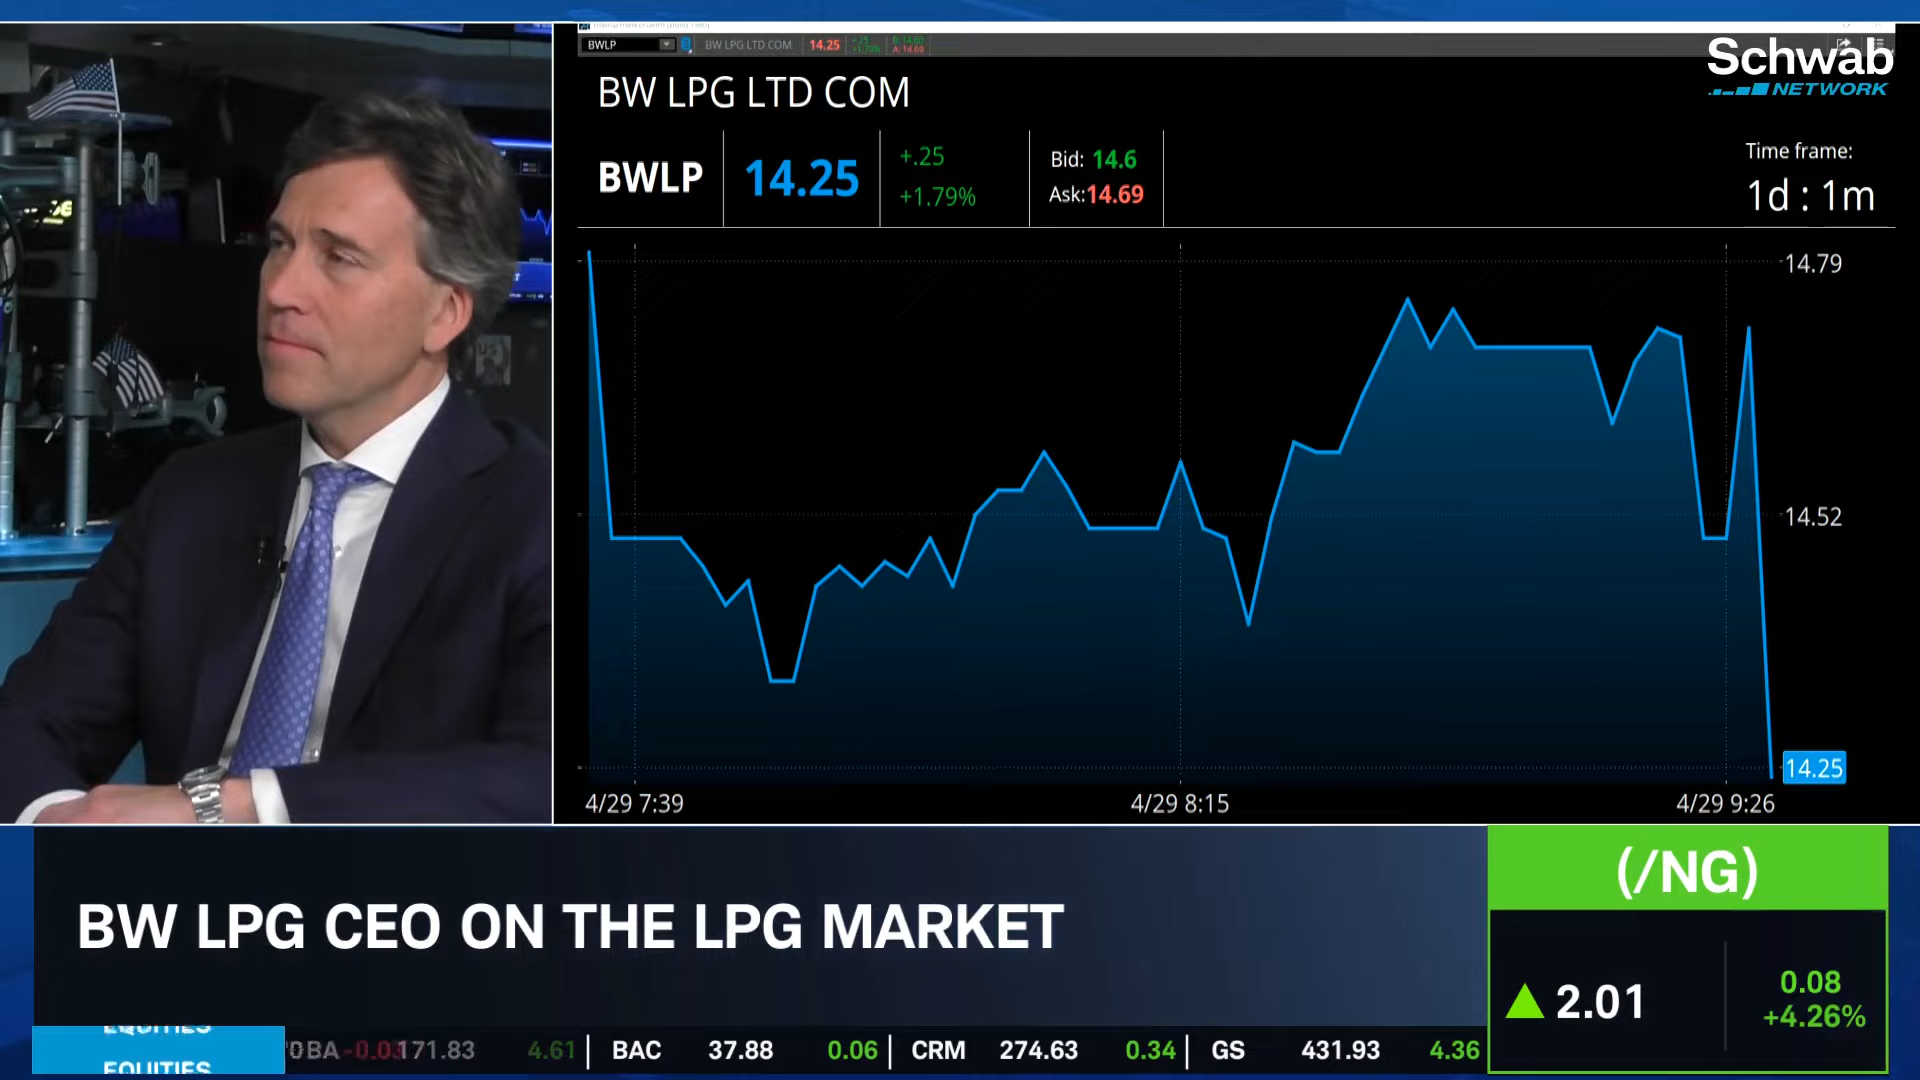 BWLP
BW LPG LTD COM
14.25
Schwab
NETWORK
BW LPG LTD COM
BWLP
14.25
+.25
+1.79%
Bid: 14.6
Ask:14.69
Time frame:
1d : 1m
14.79
14.52
14.25
4/29 7:39
4/29 8:15
4/29 9:26
BW LPG CEO ON THE LPG MARKET
(/NG)
2.01
0.08
+4.26%
EQUITIES
EQUITIES
171.83 4.61 BAC 37.88 0.06 CRM 274.63 0.34 GS 431.93 4.36